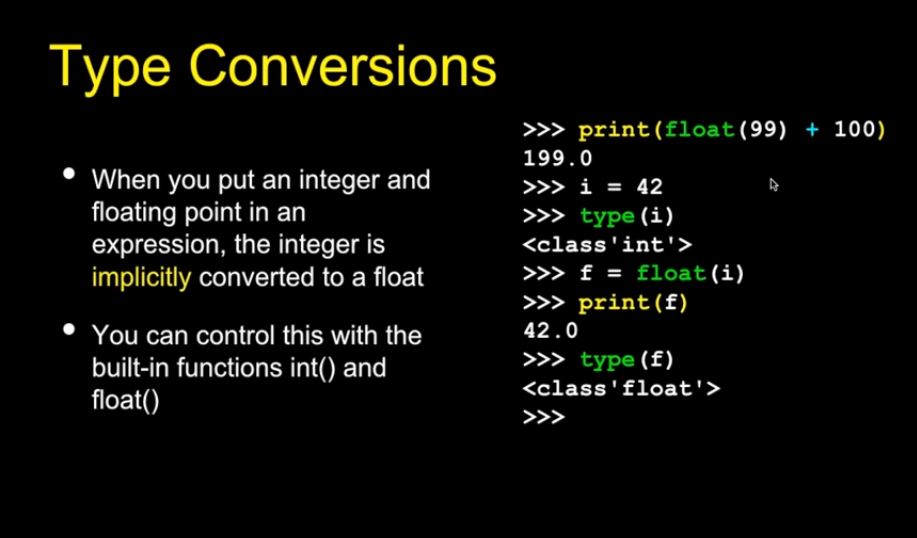 Type Conversions
• When you put an integer and
floating point in an
expression, the integer is
implicitly converted to a float
• You can control this with the
built-in functions int() and
float()
>>> print(float(99) + 100)
199.0
>>> i = 42
>>> type(i)
<class'int'>
>>> f = float(i)
>>> print(f)
42.0
>>> type(f)
<class'float'>
>>>